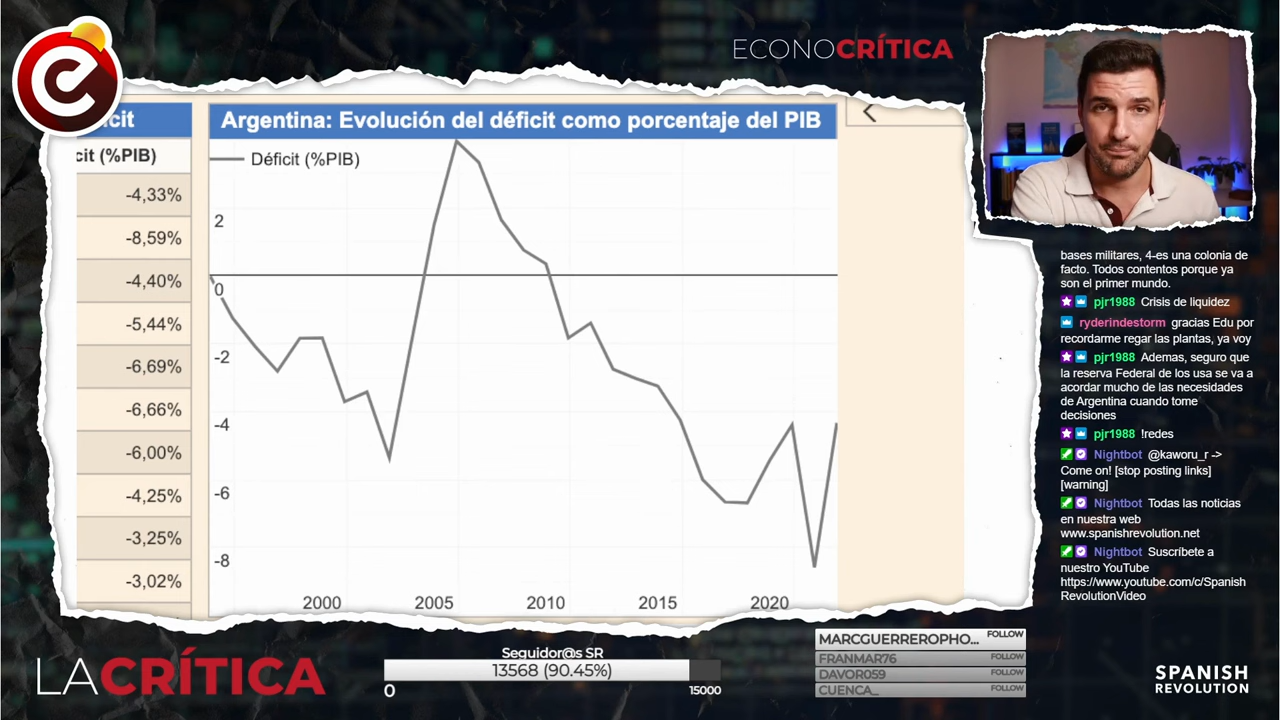 ECONOCRÍTICA
cit
Argentina: Evolución del déficit como porcentaje del PIB
cit (%PIB)
Déficit (%PIB)
-4,33%
-8,59%
-4,40%
-5,44%
-6,69%
-6,66%
-6,00%
-4,25%
-3,25%
-3,02%
2
0
-2
-4
-6
-8
2000 2005 2010 2015 2020
bases militares, 4-es una colonia de
facto. Todos contentos porque ya
son el primer mundo.
pjr1988 Crisis de liquidez
ryderindestorm gracias Edu por
recordarme regar las plantas, ya voy
pjr1988 Ademas, seguro que
la reserva Federal de los usa se va a
acordar mucho de las necesidades
de Argentina cuando tome
decisiones
pjr1988 !redes
Nightbot @kaworu_r ->
Come on! [stop posting links]
[warning]
Nightbot Todas las noticias
en nuestra web
www.spanishrevolution.net
Nightbot Suscríbete a
nuestro YouTube
https://www.youtube.com/c/Spanish
RevolutionVideo
LACRÍTICA
Seguidor@s SR
13568 (90.45%)
0 15000
MARCGUERREROPHO... FOLLOW
FRANMAR76 FOLLOW
DAVOR059 FOLLOW
CUENCA_ FOLLOW
SPANISH
REVOLUTION